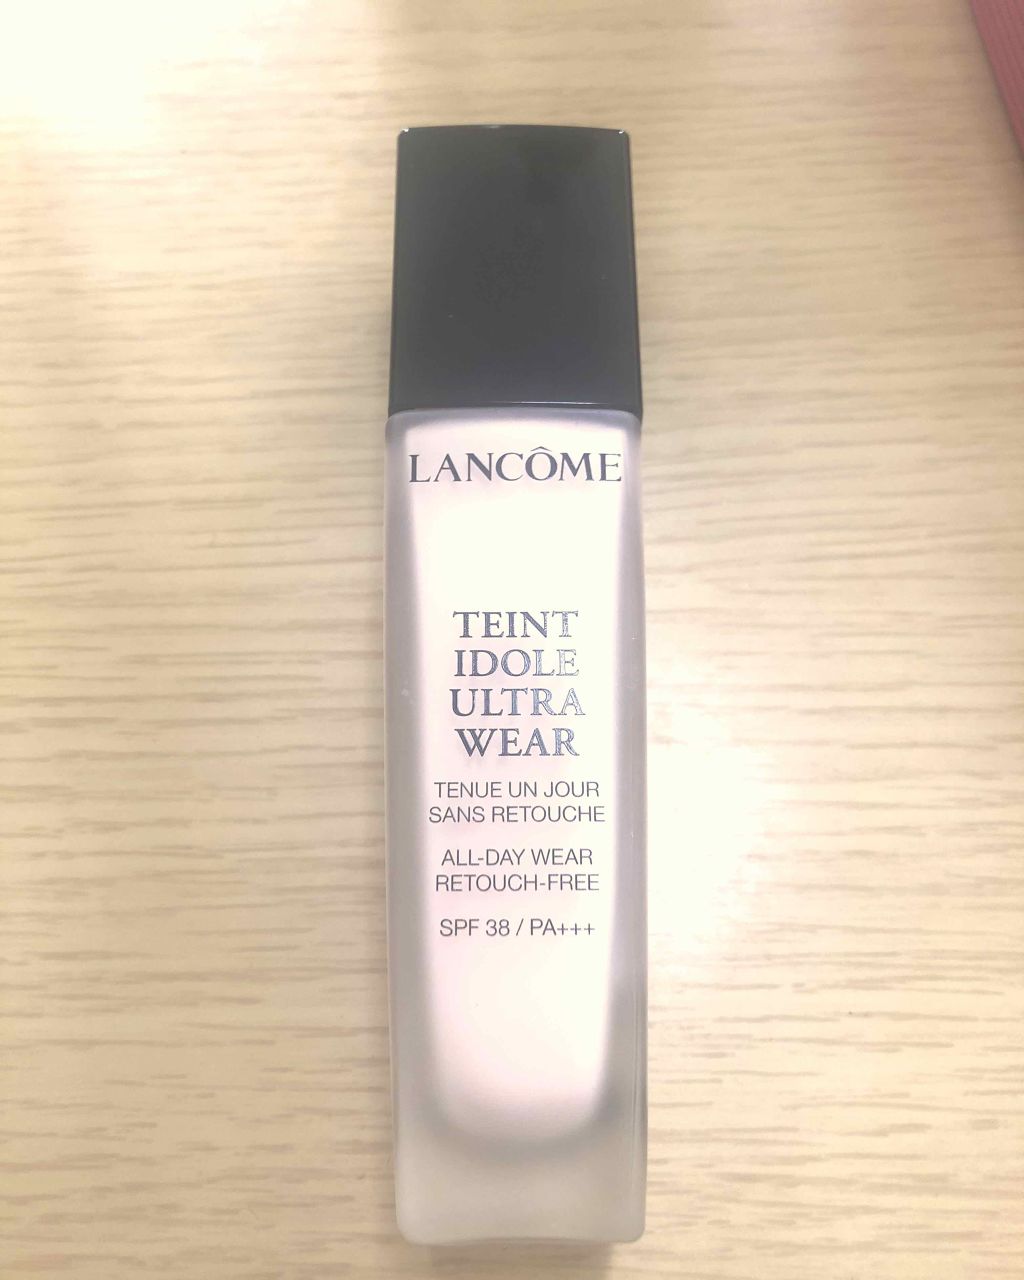 LANCÔME
TEINT
IDOLE
ULTRA
WEAR
TENUE UN JOUR
SANS RETOUCHE
ALL-DAY WEAR
RETOUCH-FREE
SPF 38 / PA+++